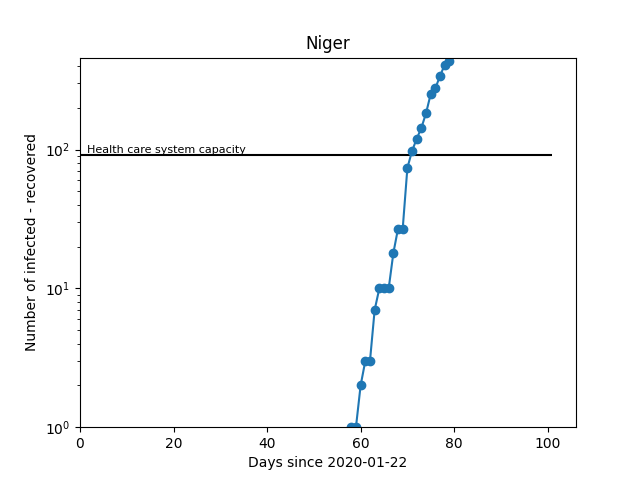 Niger
Number of infected - recovered
10²
10¹
10⁰
Health care system capacity
0 20 40 60 80 100
Days since 2020-01-22